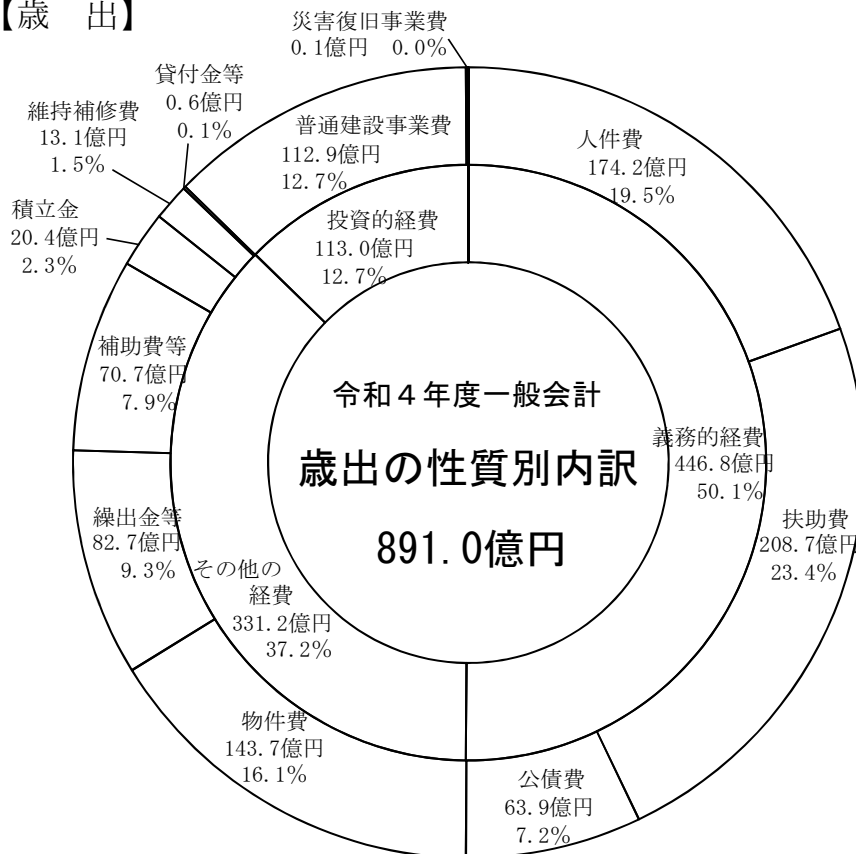 【歳　出】
災害復旧事業費
0.1億円　0.0%
貸付金等
0.6億円
0.1%
維持補修費
13.1億円
1.5%
積立金
20.4億円
2.3%
普通建設事業費
112.9億円
12.7%
人件費
174.2億円
19.5%
投資的経費
113.0億円
12.7%
補助費等
70.7億円
7.9%
令和４年度一般会計
歳出の性質別内訳
891.0億円
義務的経費
446.8億円
50.1%
扶助費
208.7億円
23.4%
繰出金等
82.7億円
9.3%
その他の
経費
331.2億円
37.2%
物件費
143.7億円
16.1%
公債費
63.9億円
7.2%